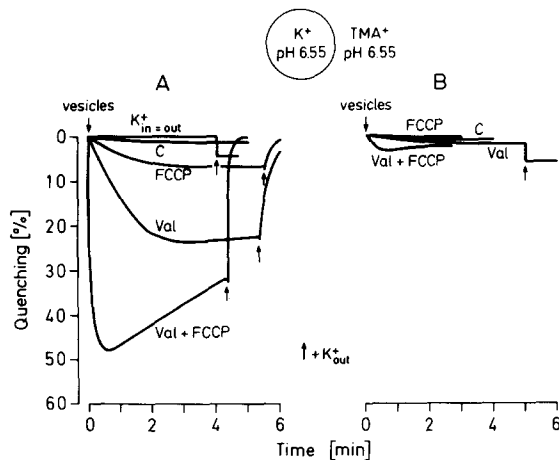 K⁺ TMA⁺
pH 6.55 pH 6.55
A
B
vesicles
K⁺in = out
C
FCCP
Val
Val + FCCP
vesicles
FCCP
C
Val
Val + FCCP
↑ + K⁺out
Quenching [%]
0
10
20
30
40
50
60
0 2 4 6
0 2 4 6
Time [min]